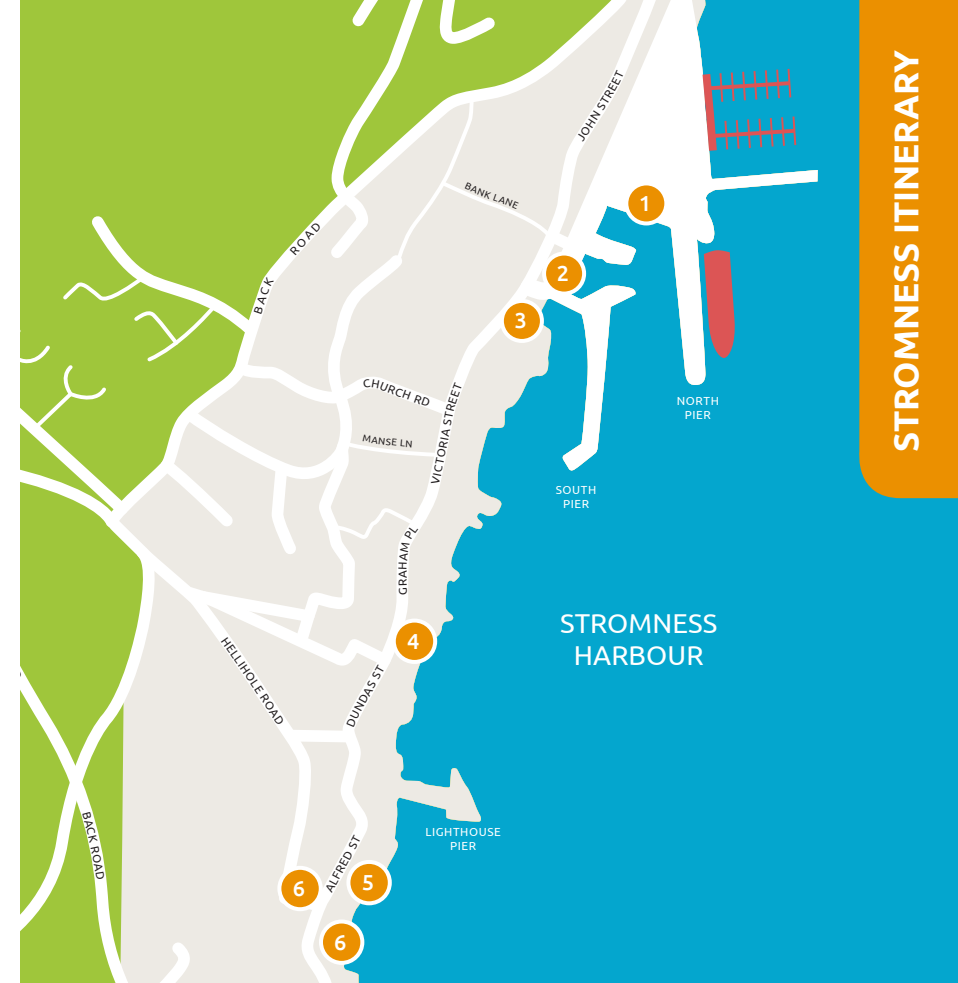 STROMNESS ITINERARY
JOHN STREET
BANK LANE
1
BACK ROAD
2
3
CHURCH RD
NORTH
PIER
VICTORIA STREET
MANSE LN
SOUTH
PIER
GRAHAM PL
STROMNESS
HARBOUR
4
HELLIHOLE ROAD
DUNDAS ST
BACK ROAD
LIGHTHOUSE
PIER
ALFRED ST
5
6
6